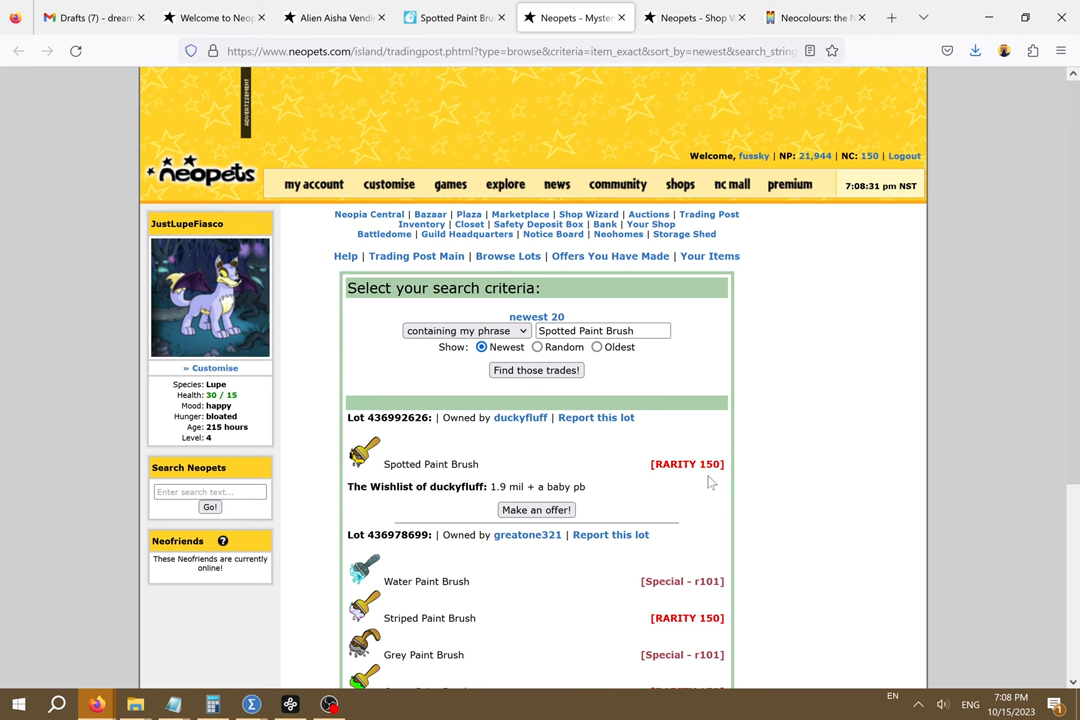 Drafts (7) - dream
Welcome to Neop
Alien Aisha Vendi
Spotted Paint Bru
Neopets - Myster
Neopets - Shop W
Neocolours: the N
https://www.neopets.com/island/tradingpost.phtml?type=browse&criteria=item_exact&sort_by=newest&search_string
ADVERTISEMENT
Welcome, fussky | NP: 21,944 | NC: 150 | Logout
neopets
my account customise games explore news community shops nc mall premium
7:08:31 pm NST
JustLupeFiasco
» Customise
Species: Lupe
Health: 30 / 15
Mood: happy
Hunger: bloated
Age: 215 hours
Level: 4
Search Neopets
Enter search text...
Go!
Neofriends ?
These Neofriends are currently
online!
Neopia Central | Bazaar | Plaza | Marketplace | Shop Wizard | Auctions | Trading Post
Inventory | Closet | Safety Deposit Box | Bank | Your Shop
Battledome | Guild Headquarters | Notice Board | Neohomes | Storage Shed
Help | Trading Post Main | Browse Lots | Offers You Have Made | Your Items
Select your search criteria:
newest 20
containing my phrase Spotted Paint Brush
Show: Newest Random Oldest
Find those trades!
Lot 436992626: | Owned by duckyfluff | Report this lot
Spotted Paint Brush [RARITY 150]
The Wishlist of duckyfluff: 1.9 mil + a baby pb
Make an offer!
Lot 436978699: | Owned by greatone321 | Report this lot
Water Paint Brush [Special - r101]
Striped Paint Brush [RARITY 150]
Grey Paint Brush [Special - r101]
EN
ENG
7:08 PM
10/15/2023